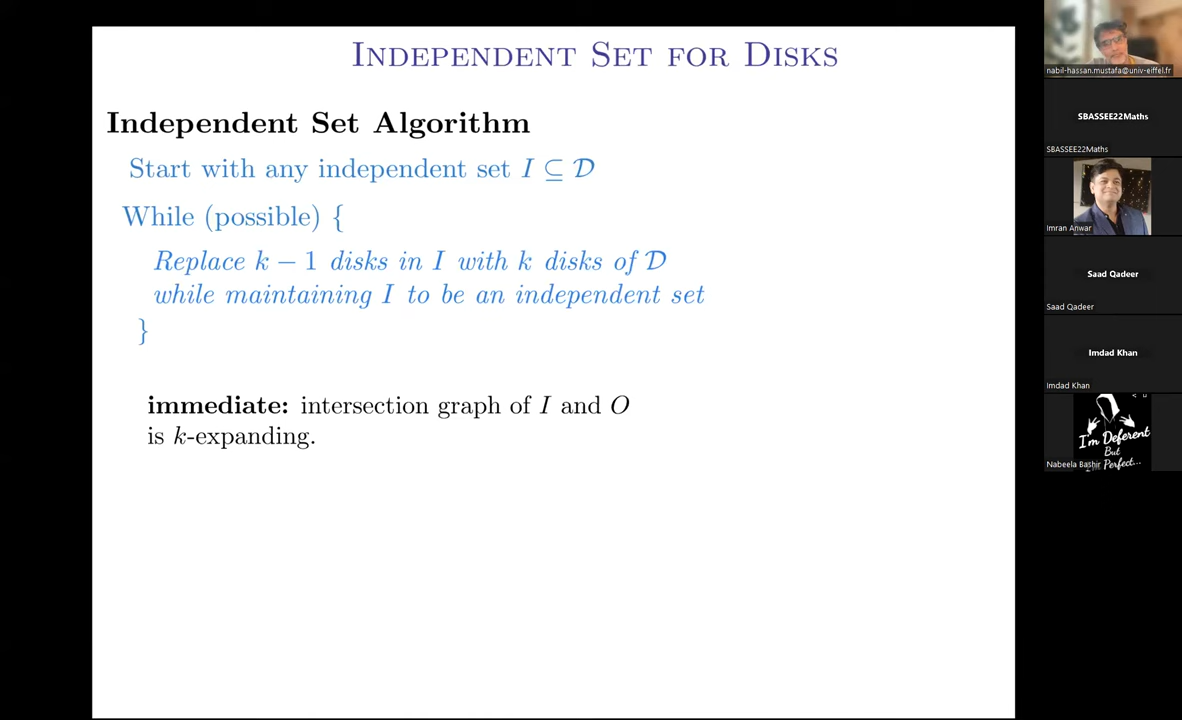 INDEPENDENT SET FOR DISKS
Independent Set Algorithm
Start with any independent set I ⊆ D
While (possible) {
Replace k − 1 disks in I with k disks of D
while maintaining I to be an independent set
}
immediate: intersection graph of I and O
is k-expanding.
nabil-hassan.mustafa@univ-eiffel.fr
SBASSEE22Maths
SBASSEE22Maths
Imran Anwar
Saad Qadeer
Saad Qadeer
Imdad Khan
Imdad Khan
I'm Deferent
But
Perfect...
Nabeela Bashir